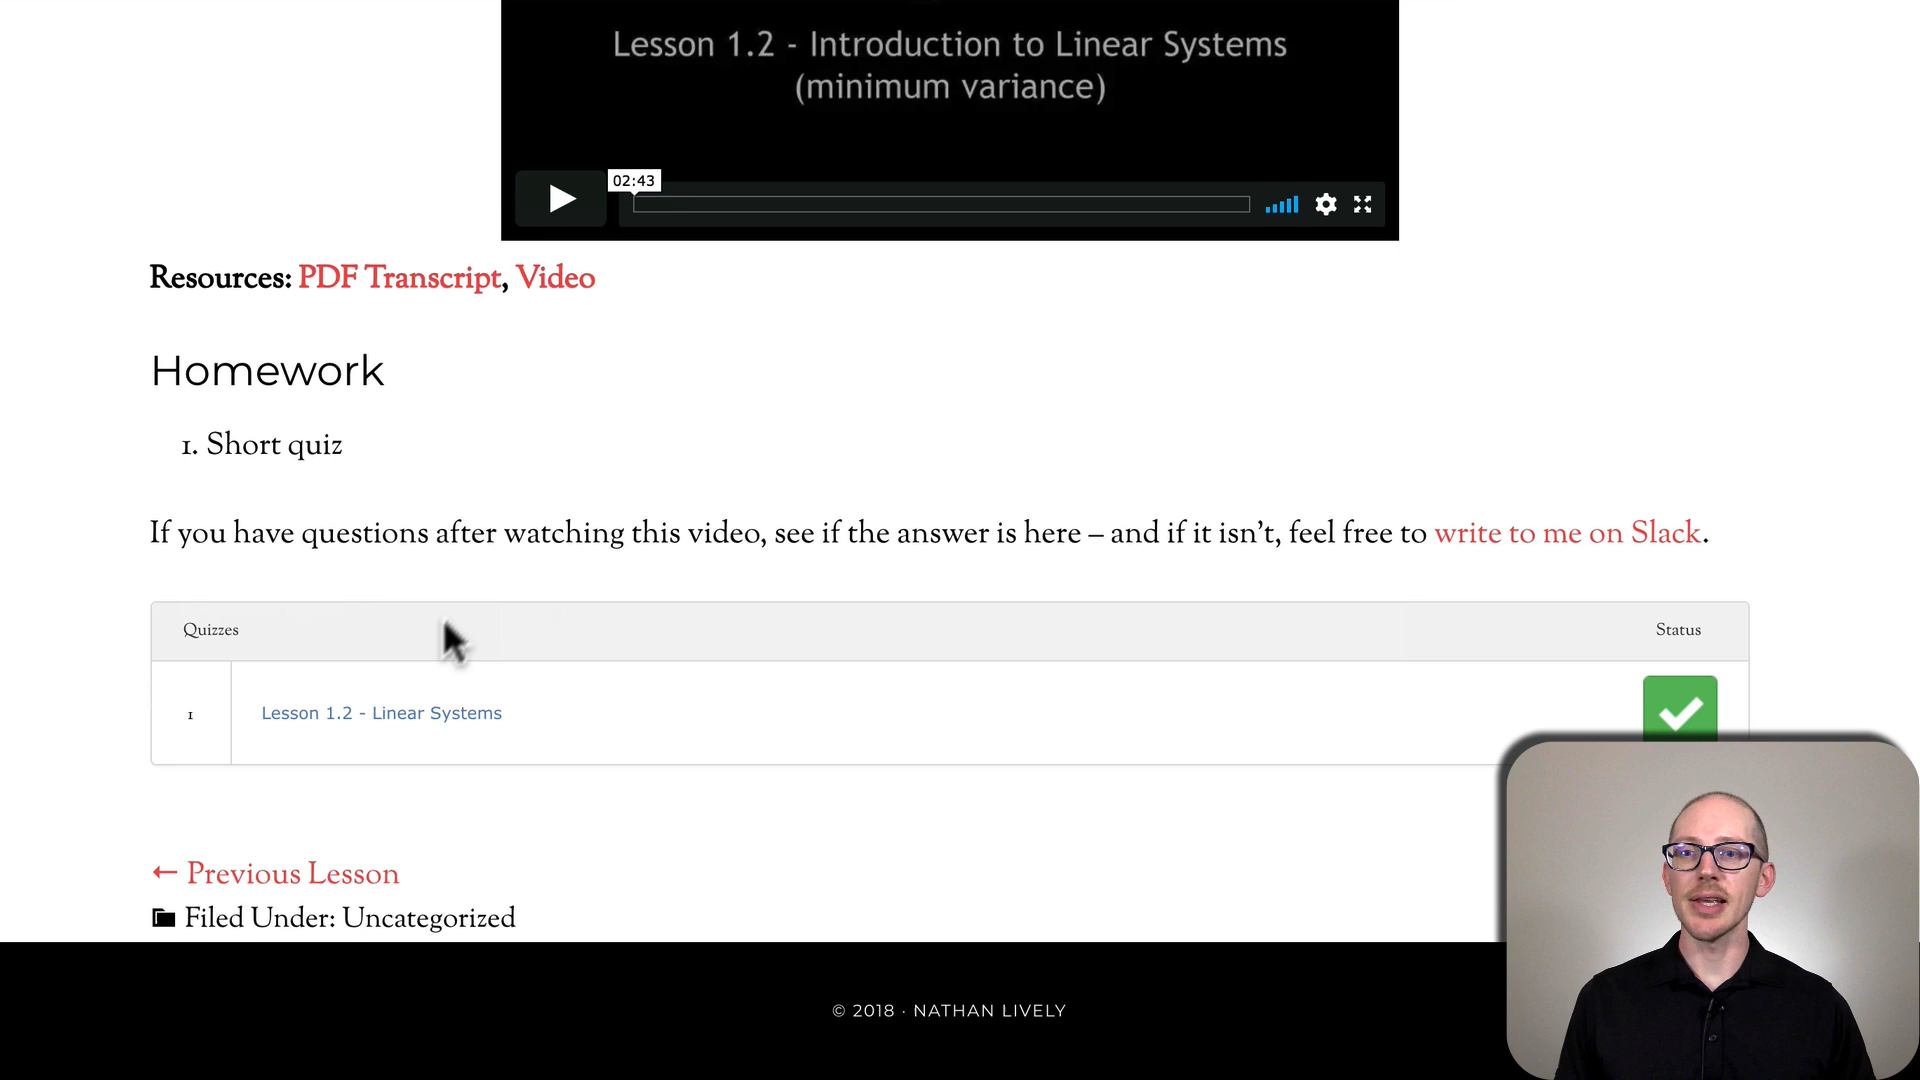 Lesson 1.2 - Introduction to Linear Systems
(minimum variance)
02:43
Resources: PDF Transcript, Video
Homework
1. Short quiz
If you have questions after watching this video, see if the answer is here – and if it isn't, feel free to write to me on Slack.
Quizzes Status
1 Lesson 1.2 - Linear Systems
← Previous Lesson
Filed Under: Uncategorized
© 2018 · NATHAN LIVELY